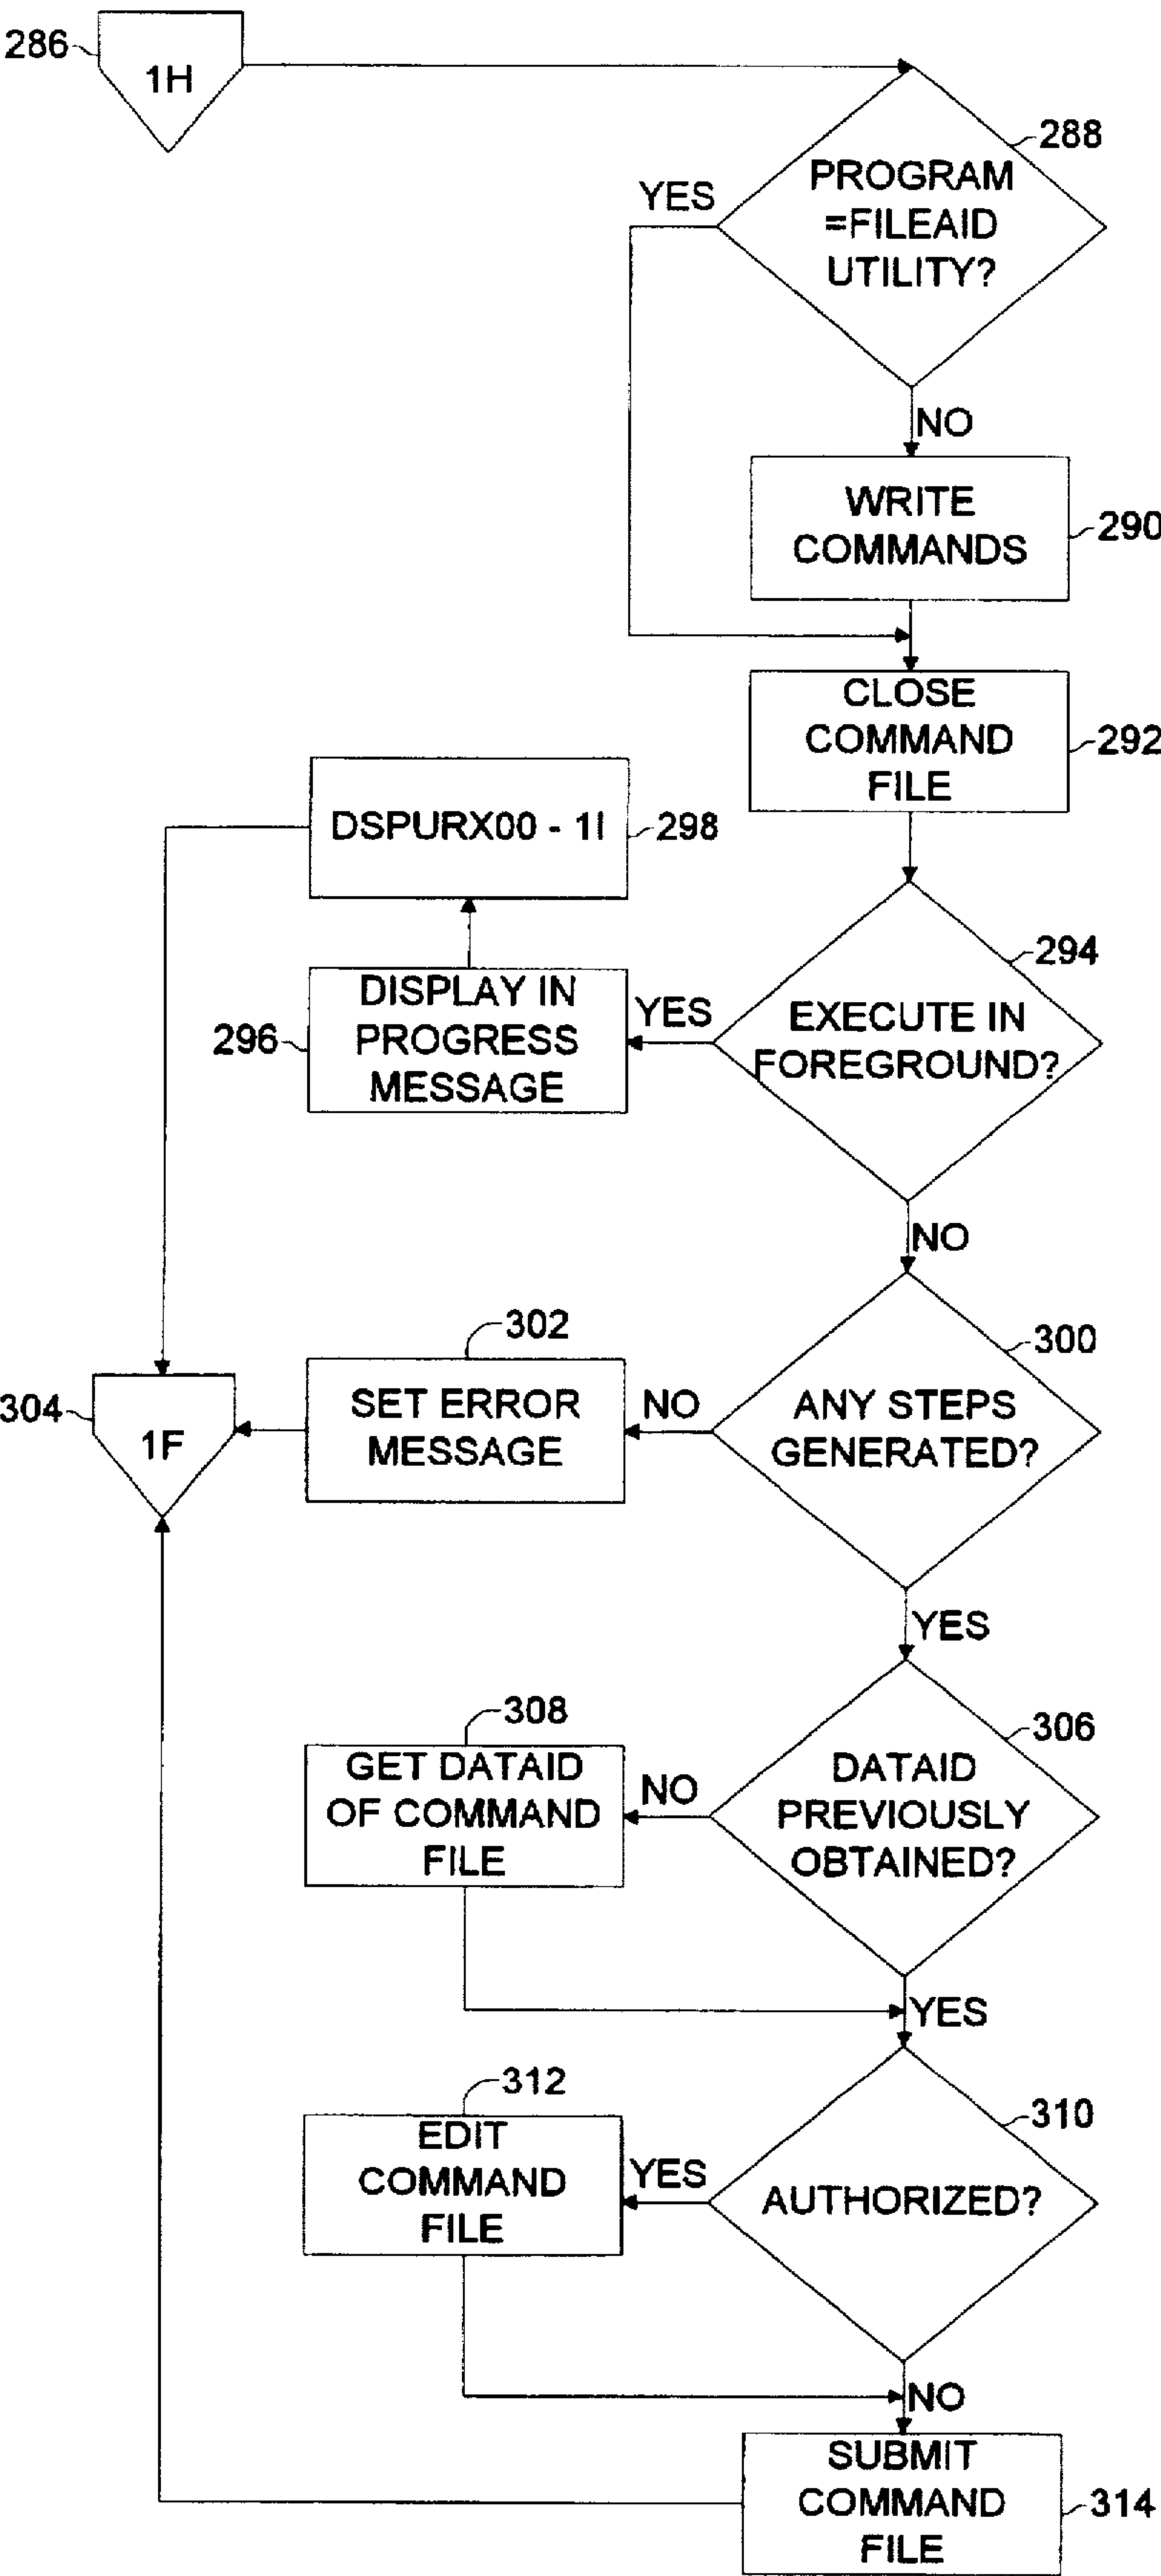 286
1H
288
PROGRAM
=FILEAID
UTILITY?
YES
NO
WRITE
COMMANDS
290
CLOSE
COMMAND
FILE
292
DSPURX00 - 1I
298
294
EXECUTE IN
FOREGROUND?
YES
DISPLAY IN
PROGRESS
MESSAGE
296
NO
302
300
304
1F
SET ERROR
MESSAGE
NO
ANY STEPS
GENERATED?
YES
308
306
GET DATAID
OF COMMAND
FILE
NO
DATAID
PREVIOUSLY
OBTAINED?
YES
312
310
EDIT
COMMAND
FILE
YES
AUTHORIZED?
NO
SUBMIT
COMMAND
FILE
314